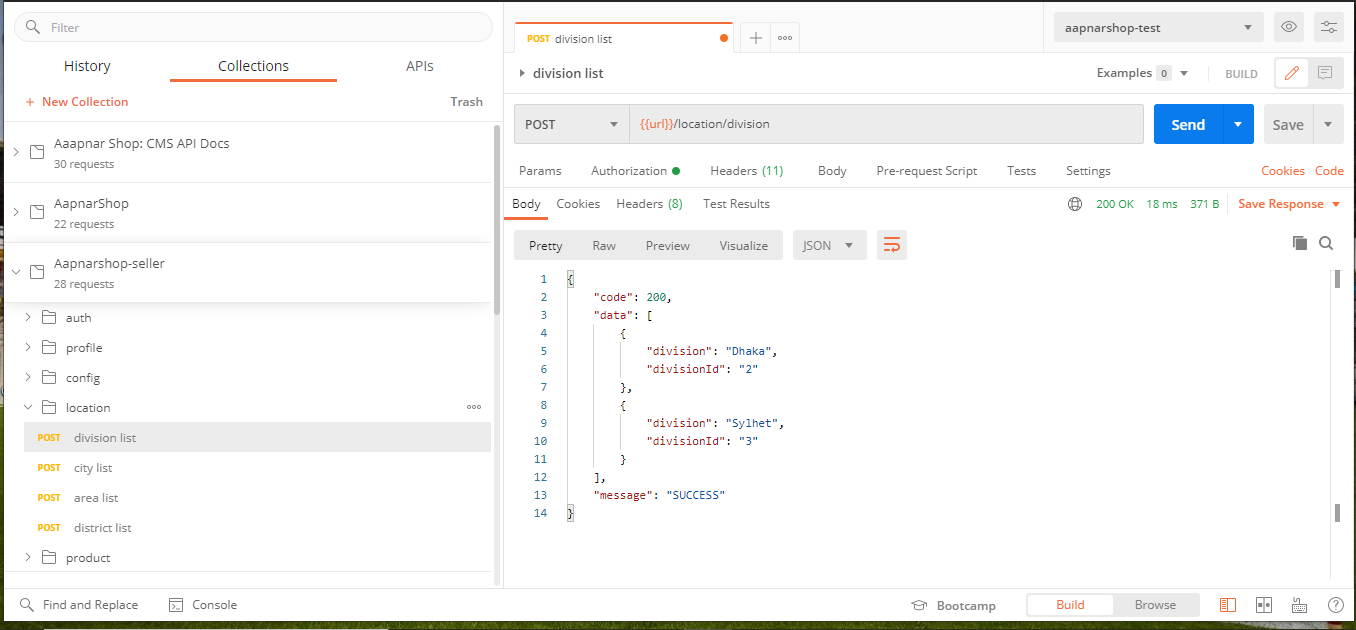 Filter
History Collections APIs
+ New Collection Trash
Aaapnar Shop: CMS API Docs
30 requests
AapnarShop
22 requests
Aapnarshop-seller
28 requests
auth
profile
config
location
POST division list
POST city list
POST area list
POST district list
product
Find and Replace Console
POST division list
aapnarshop-test
division list
Examples 0 BUILD
POST {{url}}/location/division Send Save
Params Authorization Headers (11) Body Pre-request Script Tests Settings Cookies Code
Body Cookies Headers (8) Test Results 200 OK 18 ms 371 B Save Response
Pretty Raw Preview Visualize JSON
1 {
2 "code": 200,
3 "data": [
4 {
5 "division": "Dhaka",
6 "divisionId": "2"
7 },
8 {
9 "division": "Sylhet",
10 "divisionId": "3"
11 }
12 ],
13 "message": "SUCCESS"
14 }
Bootcamp Build Browse